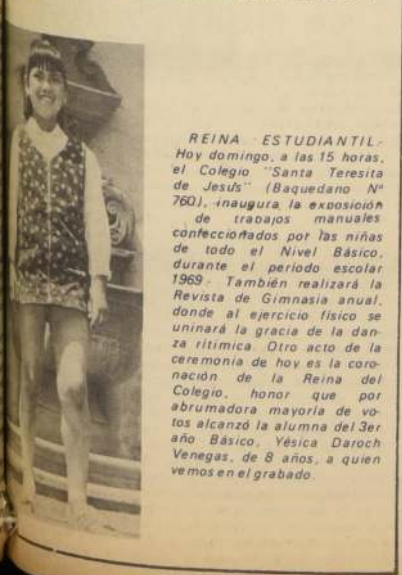 REINA ESTUDIANTIL.-
Hoy domingo, a las 15 horas,
el Colegio "Santa Teresita
de Jesús" (Baquedano Nº
760), inaugura la exposición
de trabajos manuales
confeccionados por las niñas
de todo el Nivel Básico,
durante el período escolar
1969.- También realizará la
Revista de Gimnasia anual,
donde al ejercicio físico se
uninará la gracia de la dan-
za rítimica. Otro acto de la
ceremonia de hoy es la coro-
nación de la Reina del
Colegio, honor que por
abrumadora mayoría de vo-
tos alcanzó la alumna del 3er
año Básico, Yésica Daroch
Venegas, de 8 años, a quien
vemos en el grabado.